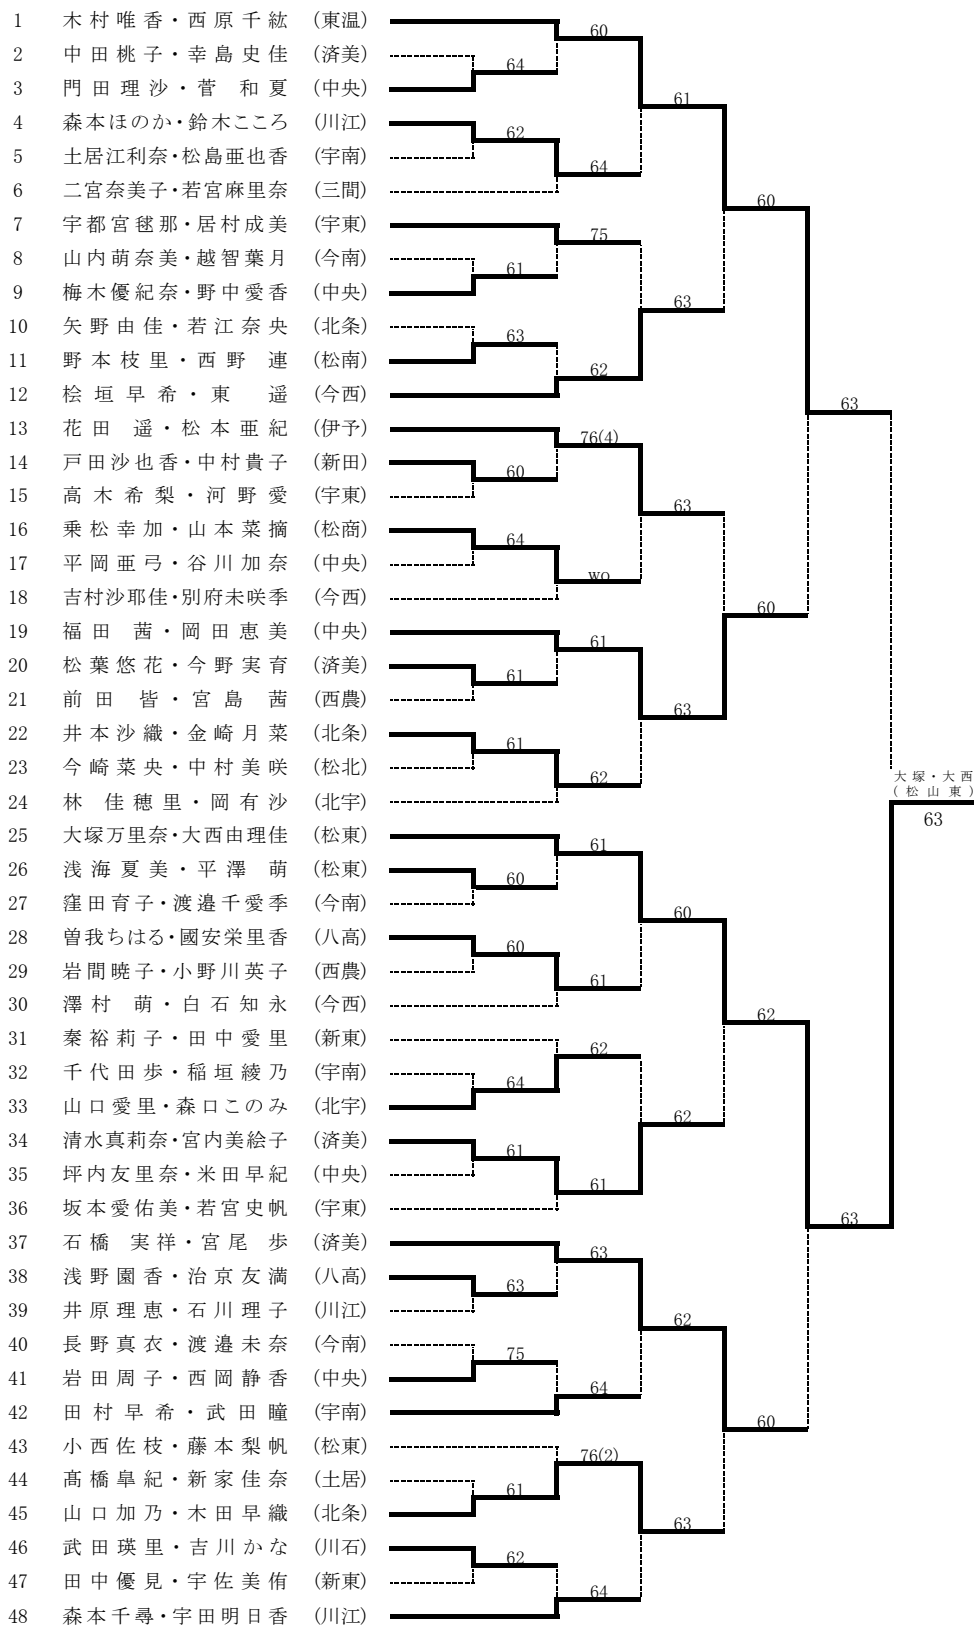 1 木村唯香・西原千紘 (東温)
60
2 中田桃子・幸島史佳 (済美)
64
3 門田理沙・菅 和夏 (中央)
61
4 森本ほのか・鈴木こころ (川江)
62
5 土居江利奈・松島亜也香 (宇南)
64
6 二宮奈美子・若宮麻里奈 (三間)
60
7 宇都宮毬那・居村成美 (宇東)
75
8 山内萌奈美・越智葉月 (今南)
61
9 梅木優紀奈・野中愛香 (中央)
63
10 矢野由佳・若江奈央 (北条)
63
11 野本枝里・西野 連 (松南)
62
12 桧垣早希・東 遥 (今西)
63
13 花田 遥・松本亜紀 (伊予)
76(4)
14 戸田沙也香・中村貴子 (新田)
60
15 高木希梨・河野愛 (宇東)
63
16 乗松幸加・山本菜摘 (松商)
64
17 平岡亜弓・谷川加奈 (中央)
wo
18 吉村沙耶佳・別府未咲季 (今西)
60
19 福田 茜・岡田恵美 (中央)
61
20 松葉悠花・今野実育 (済美)
61
21 前田 皆・宮島 茜 (西農)
63
22 井本沙織・金崎月菜 (北条)
61
23 今崎菜央・中村美咲 (松北)
62
大塚・大西
(松山東)
24 林 佳穂里・岡有沙 (北宇)
63
25 大塚万里奈・大西由理佳 (松東)
61
26 浅海夏美・平澤 萌 (松東)
60
27 窪田育子・渡邉千愛季 (今南)
60
28 曽我ちはる・國安栄里香 (八高)
60
29 岩間暁子・小野川英子 (西農)
61
30 澤村 萌・白石知永 (今西)
62
31 秦裕莉子・田中愛里 (新東)
62
32 千代田歩・稲垣綾乃 (宇南)
64
33 山口愛里・森口このみ (北宇)
62
34 清水真莉奈・宮内美絵子 (済美)
61
35 坪内友里奈・米田早紀 (中央)
61
36 坂本愛佑美・若宮史帆 (宇東)
63
37 石橋 実祥・宮尾 歩 (済美)
63
38 浅野園香・治京友満 (八高)
63
39 井原理恵・石川理子 (川江)
62
40 長野真衣・渡邉未奈 (今南)
75
41 岩田周子・西岡静香 (中央)
64
42 田村早希・武田瞳 (宇南)
60
43 小西佐枝・藤本梨帆 (松東)
76(2)
44 髙橋皐紀・新家佳奈 (土居)
61
45 山口加乃・木田早織 (北条)
63
46 武田瑛里・吉川かな (川石)
62
47 田中優見・宇佐美侑 (新東)
64
48 森本千尋・宇田明日香 (川江)